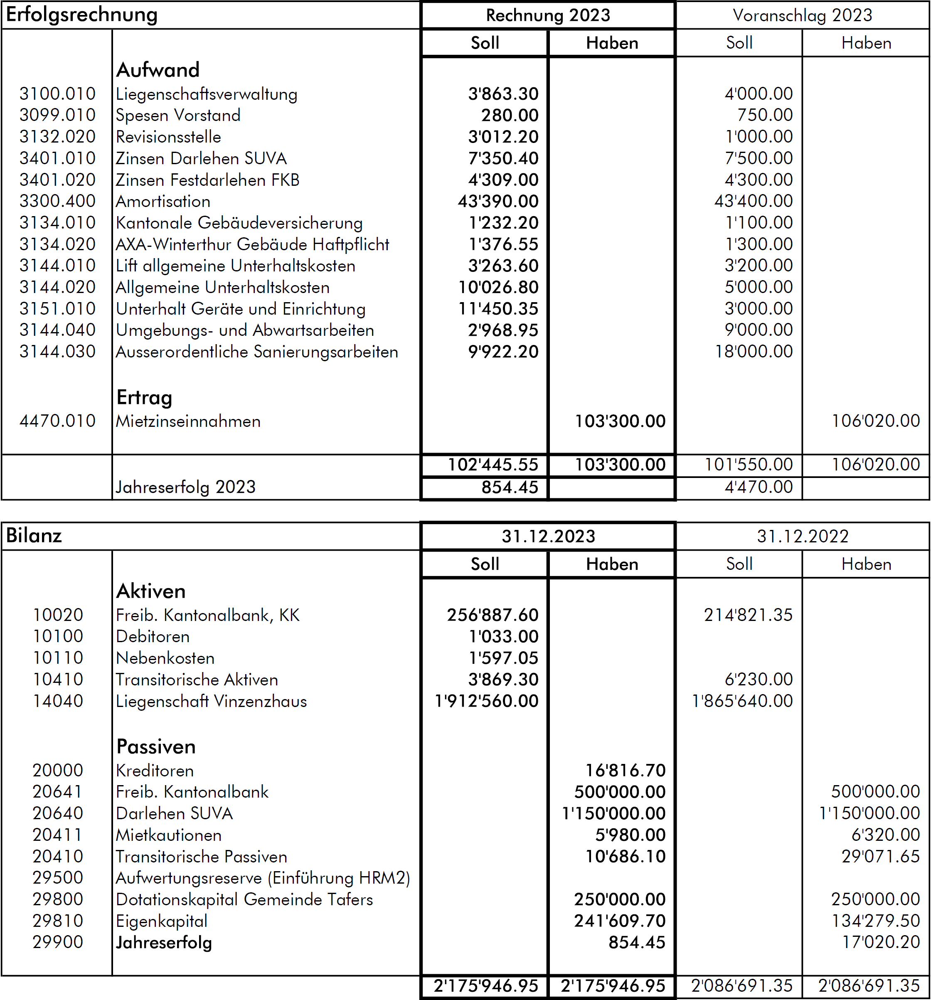 Erfolgsrechnung Rechnung 2023 Voranschlag 2023
Soll Haben Soll Haben
Aufwand
3100.010 Liegenschaftsverwaltung 3'863.30 4'000.00
3099.010 Spesen Vorstand 280.00 750.00
3132.020 Revisionsstelle 3'012.20 1'000.00
3401.010 Zinsen Darlehen SUVA 7'350.40 7'500.00
3401.020 Zinsen Festdarlehen FKB 4'309.00 4'300.00
3300.400 Amortisation 43'390.00 43'400.00
3134.010 Kantonale Gebäudeversicherung 1'232.20 1'100.00
3134.020 AXA-Winterthur Gebäude Haftpflicht 1'376.55 1'300.00
3144.010 Lift allgemeine Unterhaltskosten 3'263.60 3'200.00
3144.020 Allgemeine Unterhaltskosten 10'026.80 5'000.00
3151.010 Unterhalt Geräte und Einrichtung 11'450.35 3'000.00
3144.040 Umgebungs- und Abwartsarbeiten 2'968.95 9'000.00
3144.030 Ausserordentliche Sanierungsarbeiten 9'922.20 18'000.00
Ertrag
4470.010 Mietzinseinnahmen 103'300.00 106'020.00
102'445.55 103'300.00 101'550.00 106'020.00
Jahreserfolg 2023 854.45 4'470.00
Bilanz 31.12.2023 31.12.2022
Soll Haben Soll Haben
Aktiven
10020 Freib. Kantonalbank, KK 256'887.60 214'821.35
10100 Debitoren 1'033.00
10110 Nebenkosten 1'597.05
10410 Transitorische Aktiven 3'869.30 6'230.00
14040 Liegenschaft Vinzenzhaus 1'912'560.00 1'865'640.00
Passiven
20000 Kreditoren 16'816.70
20641 Freib. Kantonalbank 500'000.00 500'000.00
20640 Darlehen SUVA 1'150'000.00 1'150'000.00
20411 Mietkautionen 5'980.00 6'320.00
20410 Transitorische Passiven 10'686.10 29'071.65
29500 Aufwertungsreserve (Einführung HRM2)
29800 Dotationskapital Gemeinde Tafers 250'000.00 250'000.00
29810 Eigenkapital 241'609.70 134'279.50
29900 Jahreserfolg 854.45 17'020.20
2'175'946.95 2'175'946.95 2'086'691.35 2'086'691.35